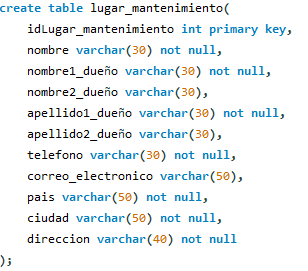 create table lugar_mantenimiento(
idLugar_mantenimiento int primary key,
nombre varchar(30) not null,
nombre1_dueño varchar(30) not null,
nombre2_dueño varchar(30),
apellido1_dueño varchar(30) not null,
apellido2_dueño varchar(30),
telefono varchar(30) not null,
correo_electronico varchar(50),
pais varchar(50) not null,
ciudad varchar(50) not null,
direccion varchar(40) not null
);